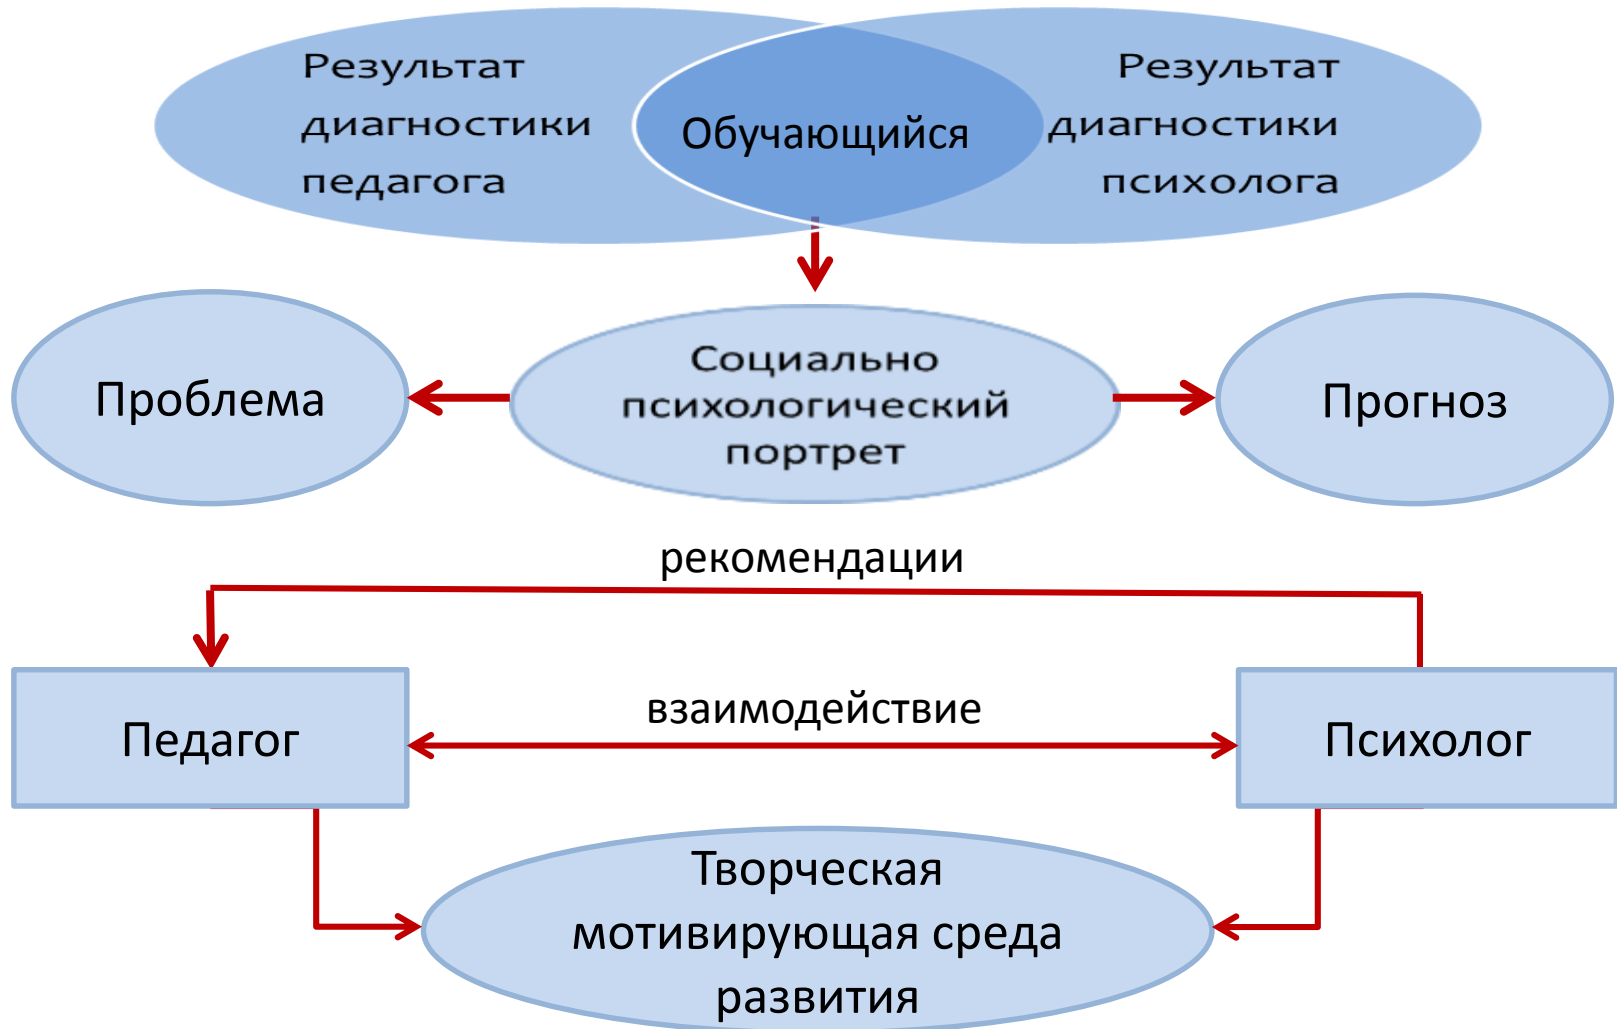 Результат
диагностики
педагога
Обучающийся
Результат
диагностики
психолога
Проблема
Социально
психологический
портрет
Прогноз
рекомендации
Педагог
взаимодействие
Психолог
Творческая
мотивирующая среда
развития